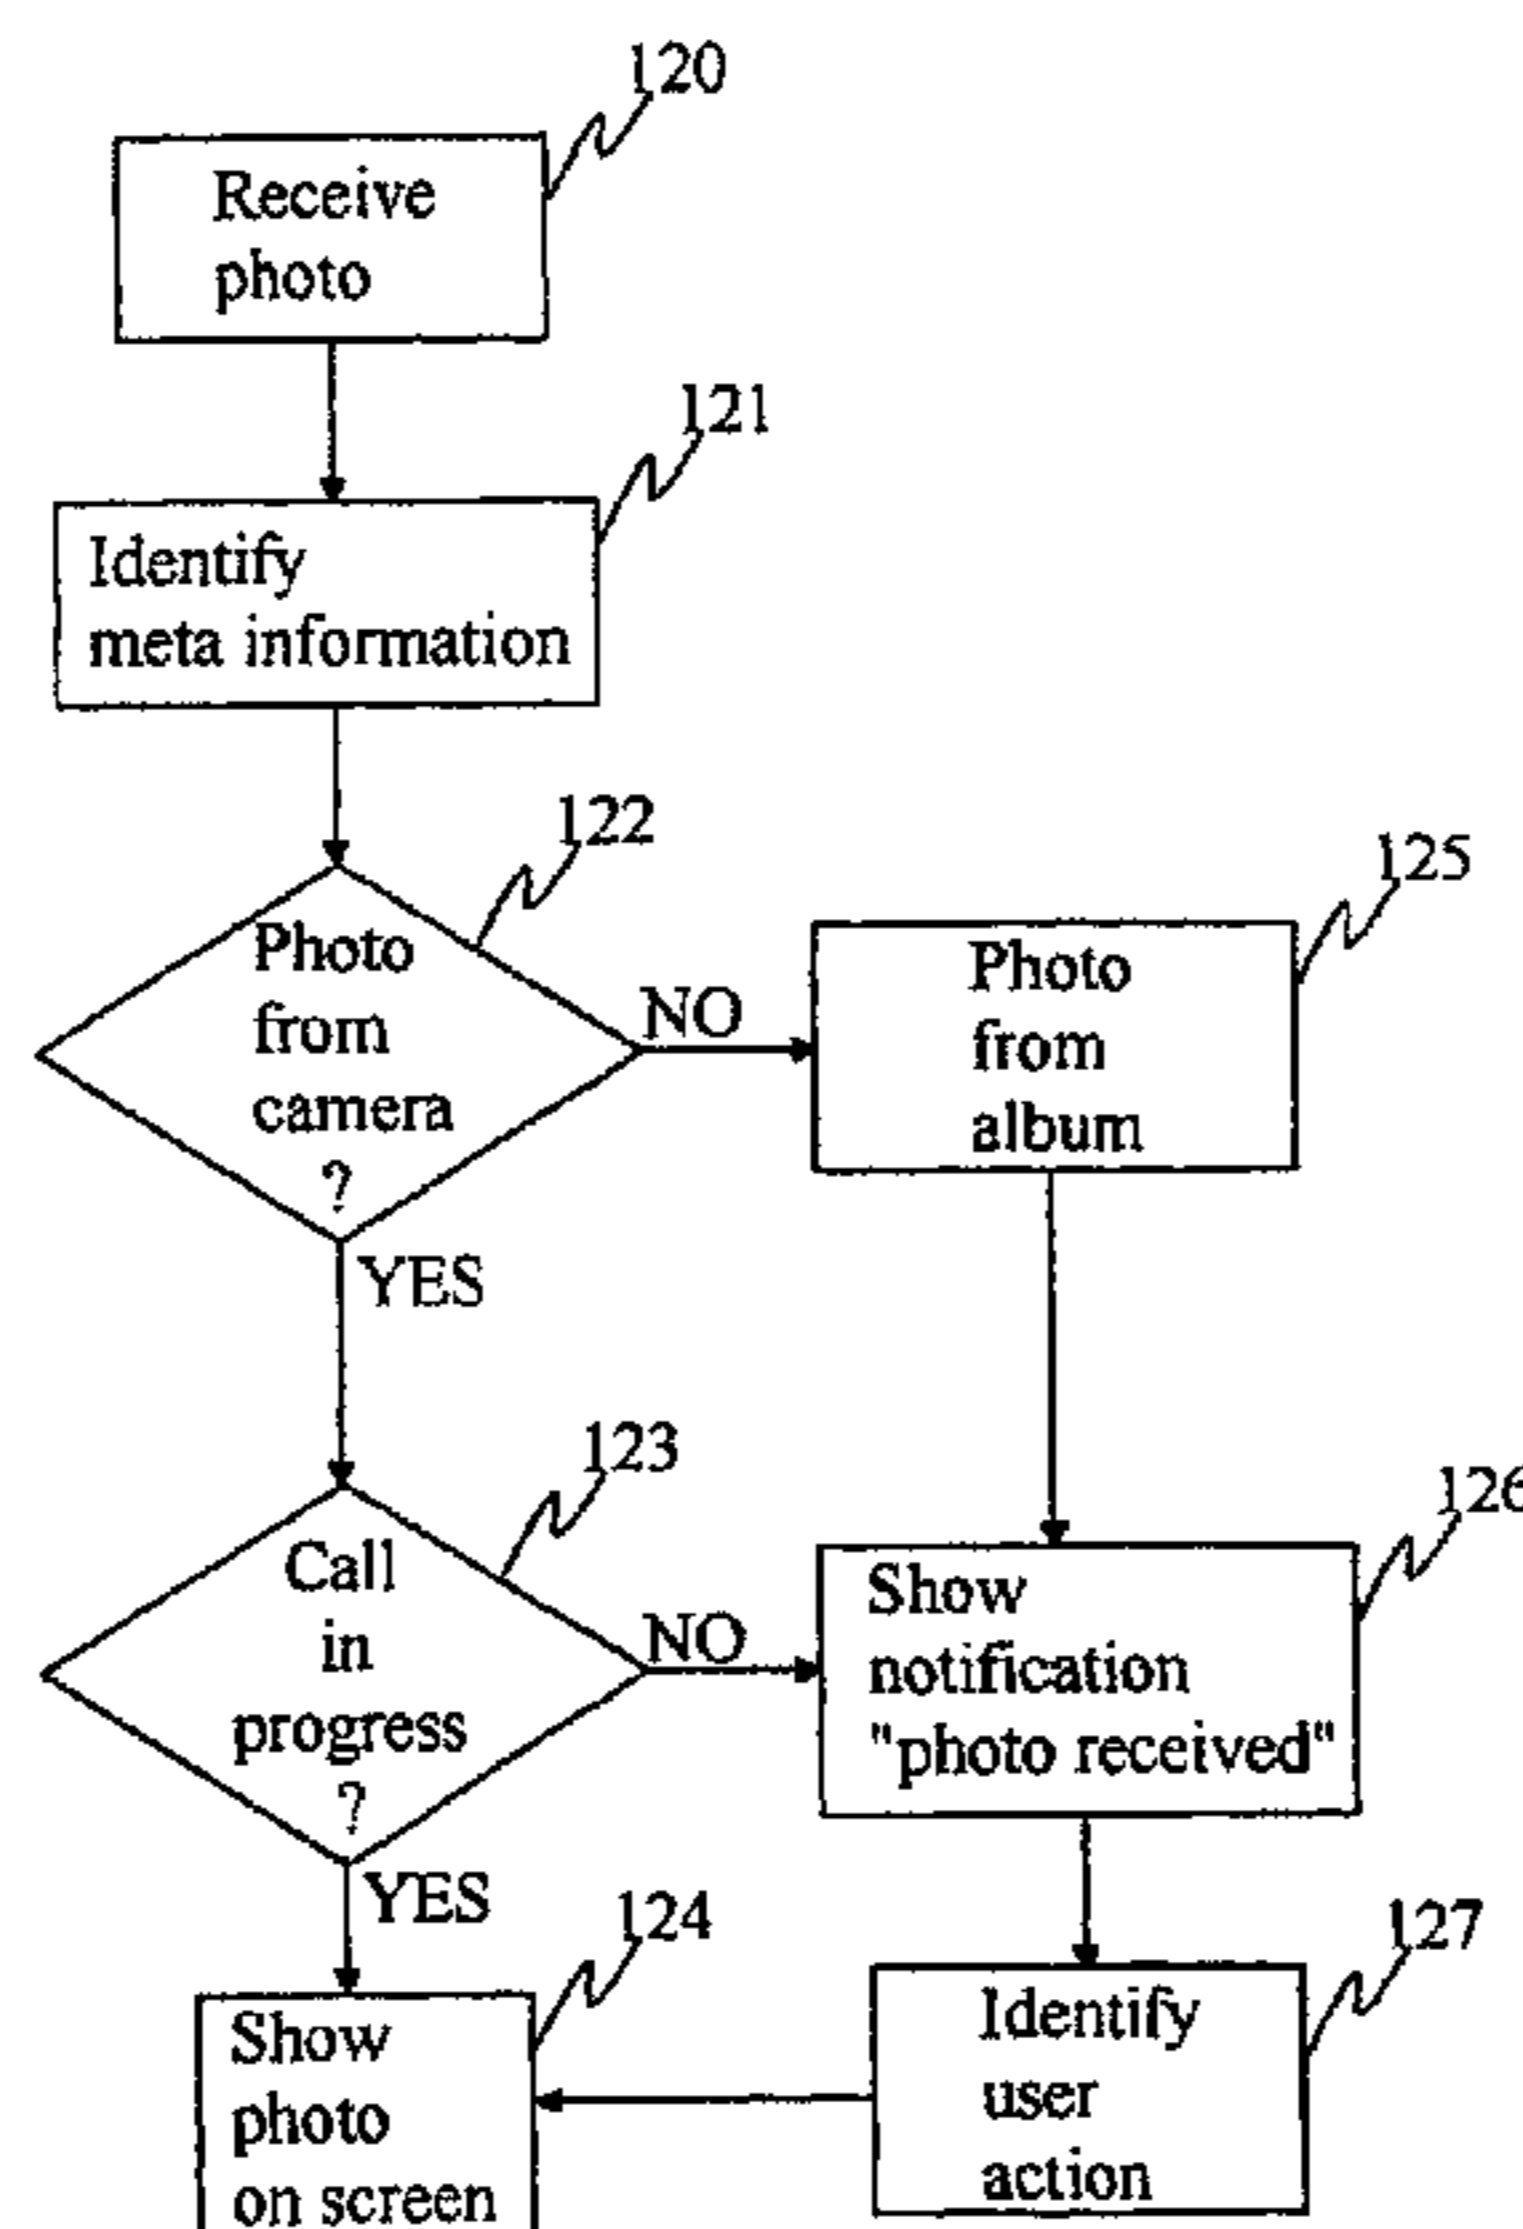 120
Receive
photo
121
Identify
meta information
122
Photo
from
camera
?
NO
YES
125
Photo
from
album
123
Call
in
progress
?
NO
YES
126
Show
notification
"photo received"
124
Show
photo
on screen
127
Identify
user
action